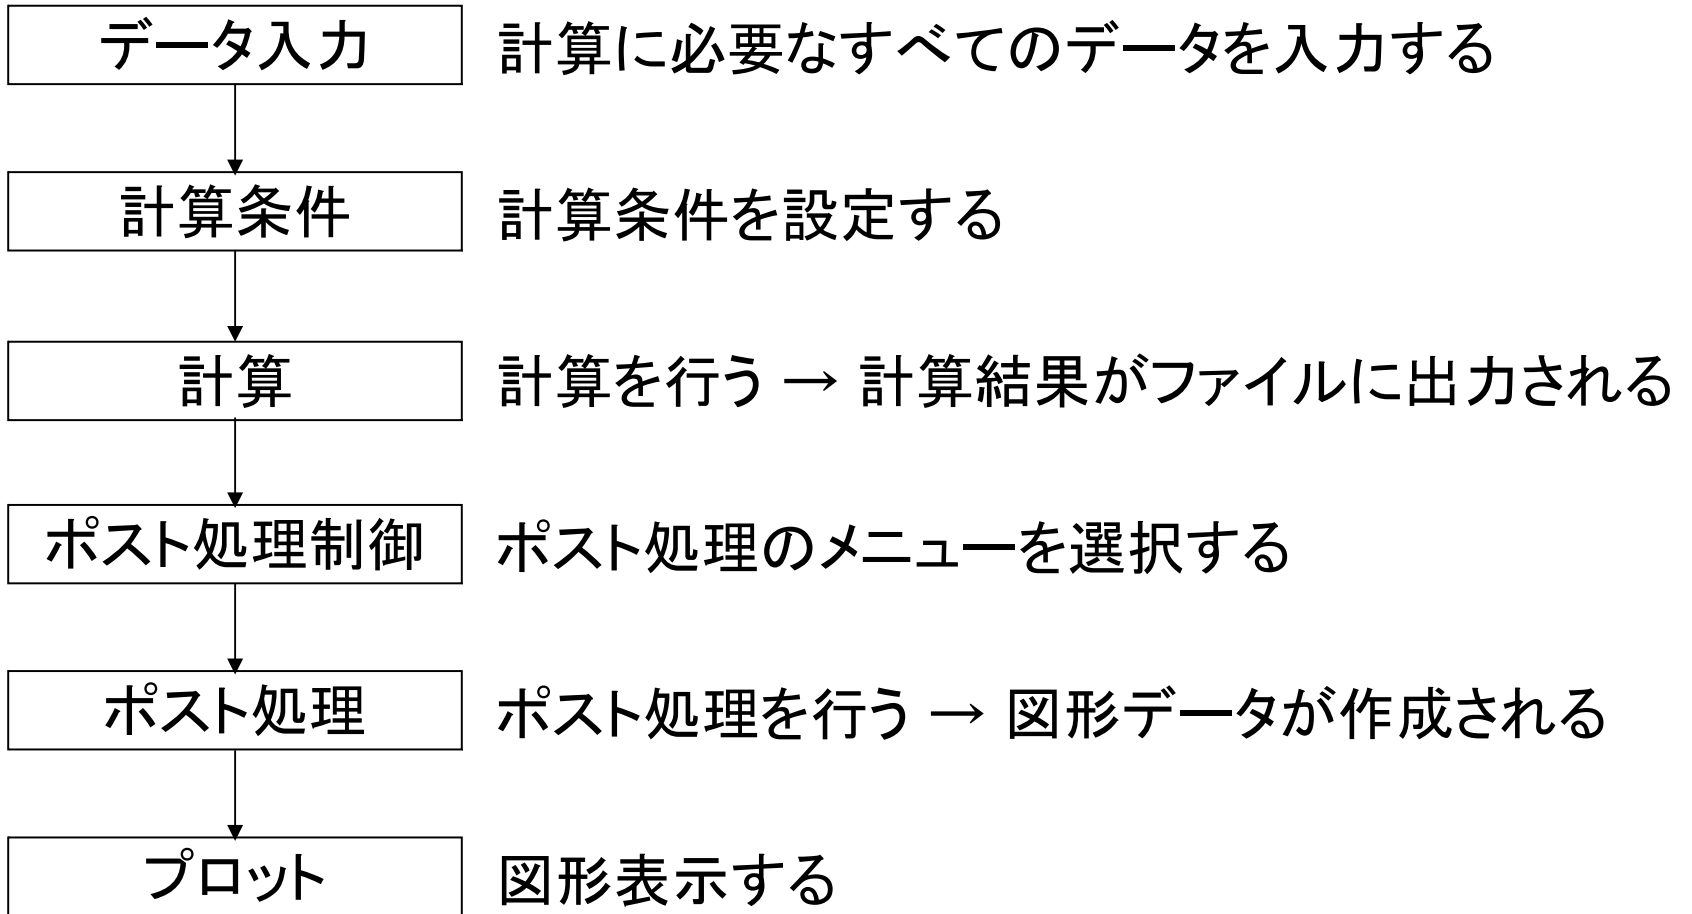 データ入力 計算に必要なすべてのデータを入力する
計算条件 計算条件を設定する
計算 計算を行う → 計算結果がファイルに出力される
ポスト処理制御 ポスト処理のメニューを選択する
ポスト処理 ポスト処理を行う → 図形データが作成される
プロット 図形表示する